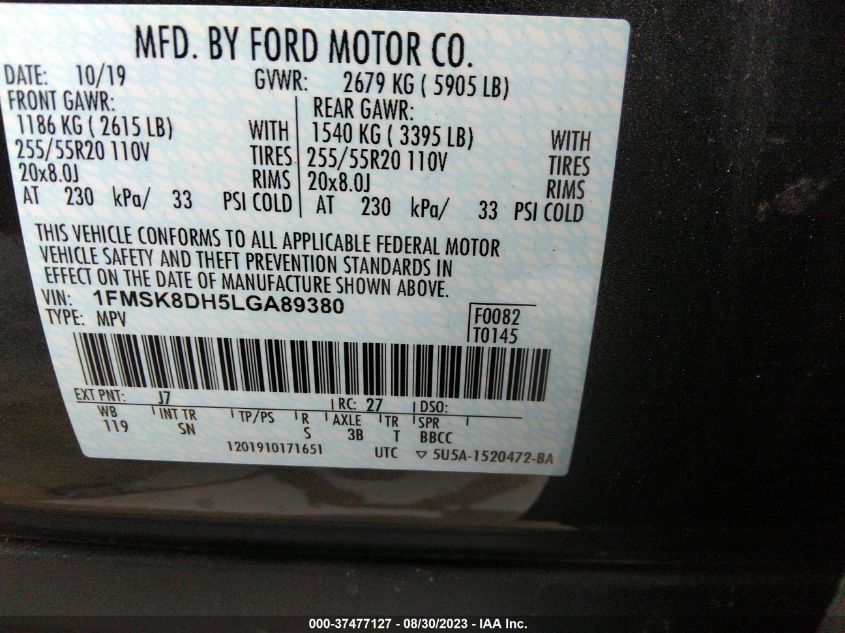 MFD. BY FORD MOTOR CO.
DATE: 10/19 GVWR: 2679 KG ( 5905 LB)
FRONT GAWR: REAR GAWR:
1186 KG ( 2615 LB) WITH 1540 KG ( 3395 LB) WITH
255/55R20 110V TIRES 255/55R20 110V TIRES
20x8.0J RIMS 20x8.0J RIMS
AT 230 kPa/ 33 PSI COLD AT 230 kPa/ 33 PSI COLD
THIS VEHICLE CONFORMS TO ALL APPLICABLE FEDERAL MOTOR
VEHICLE SAFETY AND THEFT PREVENTION STANDARDS IN
EFFECT ON THE DATE OF MANUFACTURE SHOWN ABOVE.
VIN: 1FMSK8DH5LGA89380
TYPE: MPV
F0082
T0145
EXT PNT: J7 RC: 27 DSO:
WB INT TR TP/PS R AXLE TR SPR
119 SN S 3B T BBCC
1201910171651 UTC ▽ 5U5A-1520472-BA
000-37477127 - 08/30/2023 - IAA Inc.